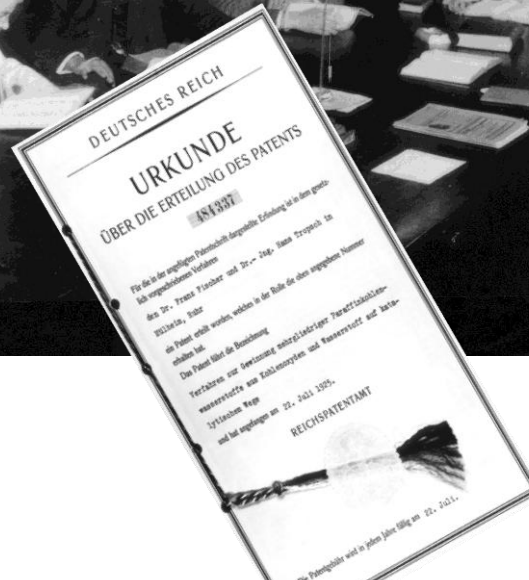 DEUTSCHES REICH
URKUNDE
ÜBER DIE ERTEILUNG DES PATENTS
484337
Für die in der angefügten Patentschrift dargestellte Erfindung ist in dem gesetz-
lich vorgeschriebenen Verfahren
den Dr. Franz Fischer und Dr.- Jng. Hans Tropsch in
Mülheim, Ruhr
ein Patent erteilt worden, welches in der Rolle die oben angegebene Nummer
erhalten hat.
Das Patent führt die Bezeichnung
Verfahren zur Gewinnung mehrgliedriger Paraffinkohlen-
wasserstoffe aus Kohlenoxyden und Wasserstoff auf kata-
lytischem Wege
und hat angefangen am 22. Juli 1925.
REICHSPATENTAMT
Die Patentgebühr wird in jedem Jahre fällig am 22. Juli.